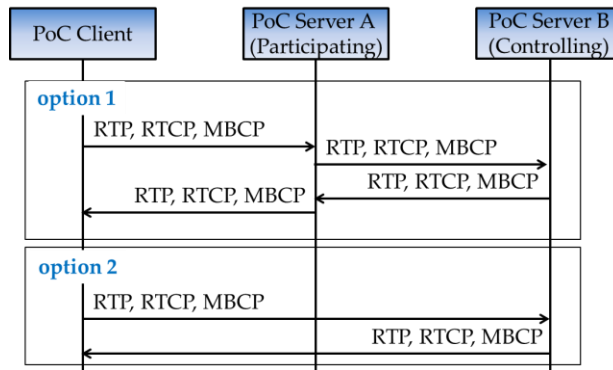 PoC Client
PoC Server A
(Participating)
PoC Server B
(Controlling)
option 1
RTP, RTCP, MBCP
RTP, RTCP, MBCP
RTP, RTCP, MBCP
RTP, RTCP, MBCP
option 2
RTP, RTCP, MBCP
RTP, RTCP, MBCP